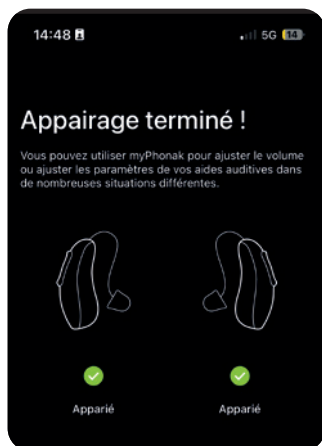 14:48
5G 14
Appairage terminé !
Vous pouvez utiliser myPhonak pour ajuster le volume
ou ajuster les paramètres de vos aides auditives dans
de nombreuses situations différentes.
Apparié Apparié